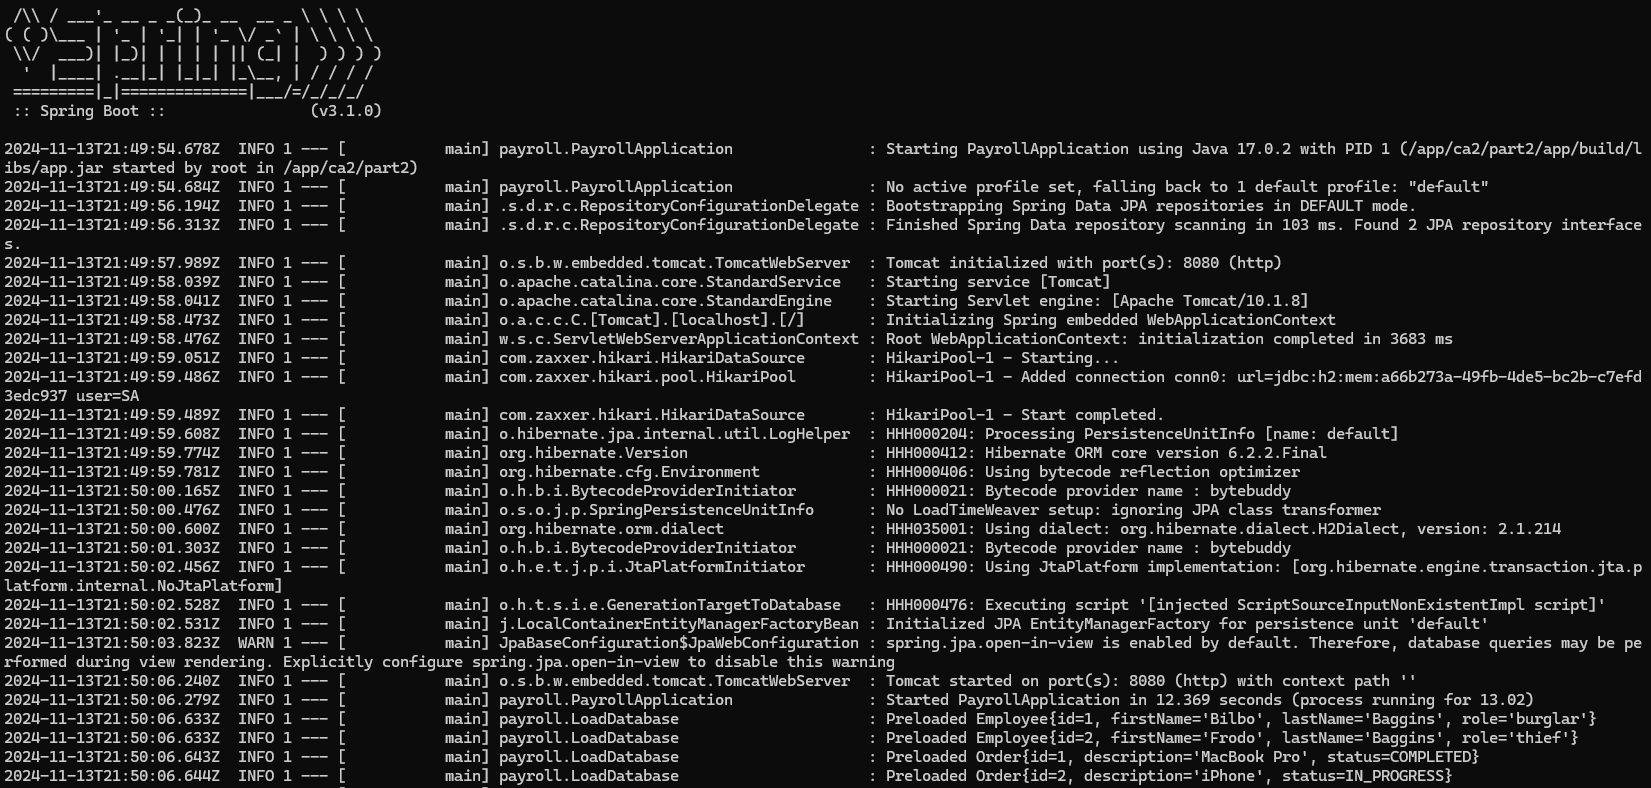 /\\ / ___'_ __ _ _(_)_ __  __ _ \ \ \ \
( ( )\___ | '_ | '_| | '_ \/ _` | \ \ \ \
 \\/  ___)| |_)| | | | | || (_| |  ) ) ) )
  '  |____| .__|_| |_|_| |_\__, | / / / /
 =========|_|==============|___/=/_/_/_/
 :: Spring Boot ::                (v3.1.0)

2024-11-13T21:49:54.678Z  INFO 1 --- [           main] payroll.PayrollApplication               : Starting PayrollApplication using Java 17.0.2 with PID 1 (/app/ca2/part2/app/build/l
ibs/app.jar started by root in /app/ca2/part2)
2024-11-13T21:49:54.684Z  INFO 1 --- [           main] payroll.PayrollApplication               : No active profile set, falling back to 1 default profile: "default"
2024-11-13T21:49:56.194Z  INFO 1 --- [           main] .s.d.r.c.RepositoryConfigurationDelegate : Bootstrapping Spring Data JPA repositories in DEFAULT mode.
2024-11-13T21:49:56.313Z  INFO 1 --- [           main] .s.d.r.c.RepositoryConfigurationDelegate : Finished Spring Data repository scanning in 103 ms. Found 2 JPA repository interface
s.
2024-11-13T21:49:57.989Z  INFO 1 --- [           main] o.s.b.w.embedded.tomcat.TomcatWebServer  : Tomcat initialized with port(s): 8080 (http)
2024-11-13T21:49:58.039Z  INFO 1 --- [           main] o.apache.catalina.core.StandardService   : Starting service [Tomcat]
2024-11-13T21:49:58.041Z  INFO 1 --- [           main] o.apache.catalina.core.StandardEngine    : Starting Servlet engine: [Apache Tomcat/10.1.8]
2024-11-13T21:49:58.473Z  INFO 1 --- [           main] o.a.c.c.C.[Tomcat].[localhost].[/]       : Initializing Spring embedded WebApplicationContext
2024-11-13T21:49:58.476Z  INFO 1 --- [           main] w.s.c.ServletWebServerApplicationContext : Root WebApplicationContext: initialization completed in 3683 ms
2024-11-13T21:49:59.051Z  INFO 1 --- [           main] com.zaxxer.hikari.HikariDataSource       : HikariPool-1 - Starting...
2024-11-13T21:49:59.486Z  INFO 1 --- [           main] com.zaxxer.hikari.pool.HikariPool        : HikariPool-1 - Added connection conn0: url=jdbc:h2:mem:a66b273a-49fb-4de5-bc2b-c7efd
3edc937 user=SA
2024-11-13T21:49:59.489Z  INFO 1 --- [           main] com.zaxxer.hikari.HikariDataSource       : HikariPool-1 - Start completed.
2024-11-13T21:49:59.608Z  INFO 1 --- [           main] o.hibernate.jpa.internal.util.LogHelper  : HHH000204: Processing PersistenceUnitInfo [name: default]
2024-11-13T21:49:59.774Z  INFO 1 --- [           main] org.hibernate.Version                    : HHH000412: Hibernate ORM core version 6.2.2.Final
2024-11-13T21:49:59.781Z  INFO 1 --- [           main] org.hibernate.cfg.Environment            : HHH000406: Using bytecode reflection optimizer
2024-11-13T21:50:00.165Z  INFO 1 --- [           main] o.h.b.i.BytecodeProviderInitiator        : HHH000021: Bytecode provider name : bytebuddy
2024-11-13T21:50:00.476Z  INFO 1 --- [           main] o.s.o.j.p.SpringPersistenceUnitInfo      : No LoadTimeWeaver setup: ignoring JPA class transformer
2024-11-13T21:50:00.600Z  INFO 1 --- [           main] org.hibernate.orm.dialect                : HHH035001: Using dialect: org.hibernate.dialect.H2Dialect, version: 2.1.214
2024-11-13T21:50:01.303Z  INFO 1 --- [           main] o.h.b.i.BytecodeProviderInitiator        : HHH000021: Bytecode provider name : bytebuddy
2024-11-13T21:50:02.456Z  INFO 1 --- [           main] o.h.e.t.j.p.i.JtaPlatformInitiator       : HHH000490: Using JtaPlatform implementation: [org.hibernate.engine.transaction.jta.p
latform.internal.NoJtaPlatform]
2024-11-13T21:50:02.528Z  INFO 1 --- [           main] o.h.t.s.i.e.GenerationTargetToDatabase   : HHH000476: Executing script '[injected ScriptSourceInputNonExistentImpl script]'
2024-11-13T21:50:02.531Z  INFO 1 --- [           main] j.LocalContainerEntityManagerFactoryBean : Initialized JPA EntityManagerFactory for persistence unit 'default'
2024-11-13T21:50:03.823Z  WARN 1 --- [           main] JpaBaseConfiguration$JpaWebConfiguration : spring.jpa.open-in-view is enabled by default. Therefore, database queries may be pe
rformed during view rendering. Explicitly configure spring.jpa.open-in-view to disable this warning
2024-11-13T21:50:06.240Z  INFO 1 --- [           main] o.s.b.w.embedded.tomcat.TomcatWebServer  : Tomcat started on port(s): 8080 (http) with context path ''
2024-11-13T21:50:06.279Z  INFO 1 --- [           main] payroll.PayrollApplication               : Started PayrollApplication in 12.369 seconds (process running for 13.02)
2024-11-13T21:50:06.633Z  INFO 1 --- [           main] payroll.LoadDatabase                     : Preloaded Employee{id=1, firstName='Bilbo', lastName='Baggins', role='burglar'}
2024-11-13T21:50:06.633Z  INFO 1 --- [           main] payroll.LoadDatabase                     : Preloaded Employee{id=2, firstName='Frodo', lastName='Baggins', role='thief'}
2024-11-13T21:50:06.643Z  INFO 1 --- [           main] payroll.LoadDatabase                     : Preloaded Order{id=1, description='MacBook Pro', status=COMPLETED}
2024-11-13T21:50:06.644Z  INFO 1 --- [           main] payroll.LoadDatabase                     : Preloaded Order{id=2, description='iPhone', status=IN_PROGRESS}